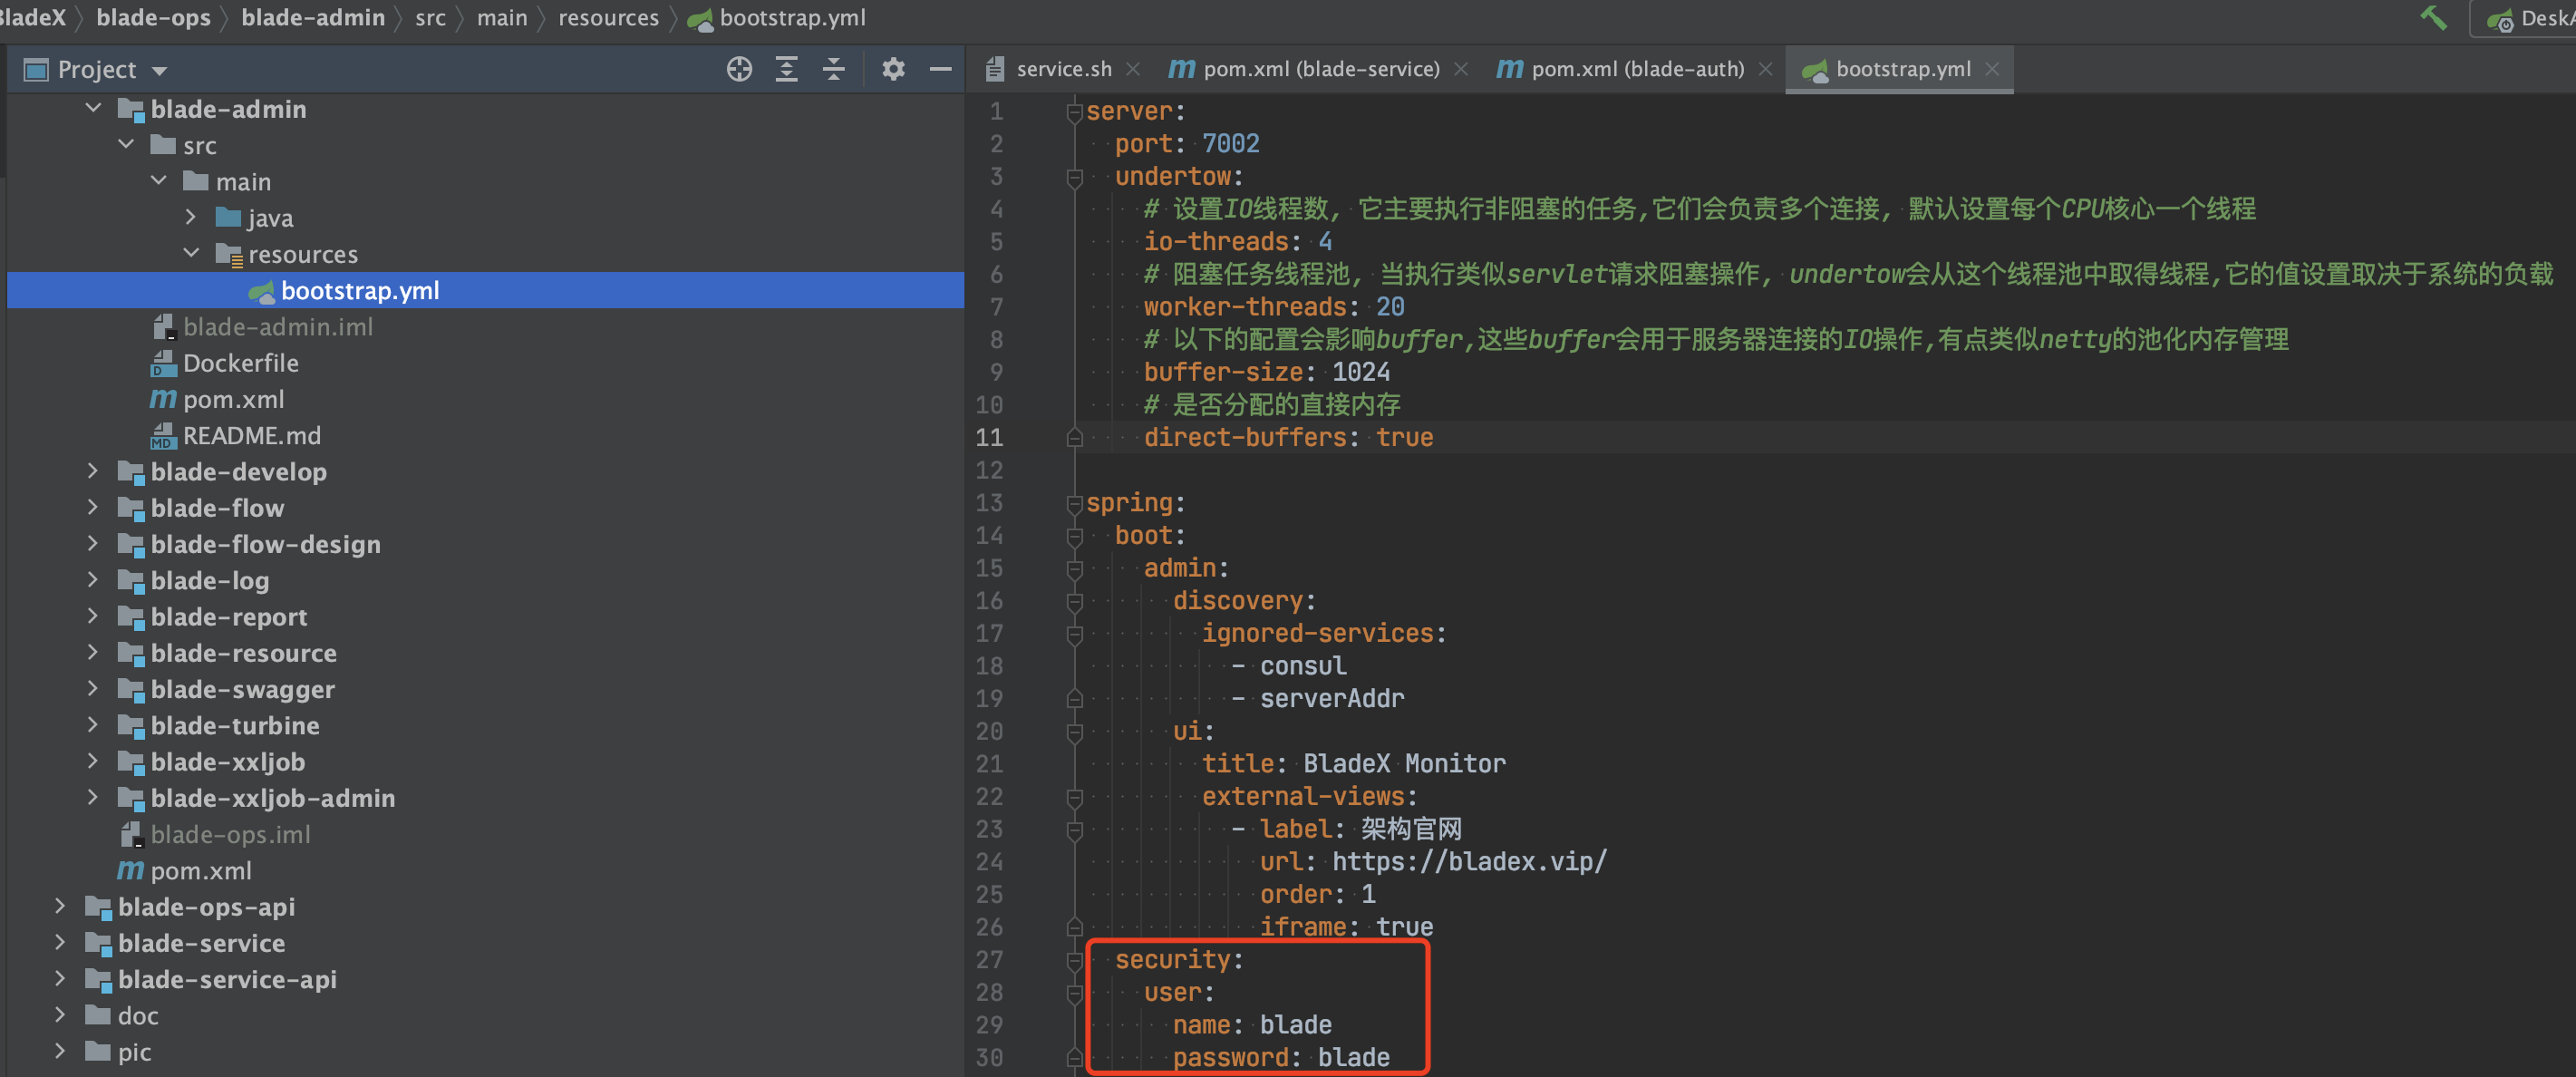 BladeX 〉 blade-ops 〉 blade-admin 〉 src 〉 main 〉 resources 〉 bootstrap.yml
Project
blade-admin
src
main
java
resources
bootstrap.yml
blade-admin.iml
Dockerfile
pom.xml
README.md
blade-develop
blade-flow
blade-flow-design
blade-log
blade-report
blade-resource
blade-swagger
blade-turbine
blade-xxljob
blade-xxljob-admin
blade-ops.iml
pom.xml
blade-ops-api
blade-service
blade-service-api
doc
pic
service.sh pom.xml (blade-service) pom.xml (blade-auth) bootstrap.yml
1 server:
2 port: 7002
3 undertow:
4 # 设置IO线程数, 它主要执行非阻塞的任务,它们会负责多个连接, 默认设置每个CPU核心一个线程
5 io-threads: 4
6 # 阻塞任务线程池, 当执行类似servlet请求阻塞操作, undertow会从这个线程池中取得线程,它的值设置取决于系统的负载
7 worker-threads: 20
8 # 以下的配置会影响buffer,这些buffer会用于服务器连接的IO操作,有点类似netty的池化内存管理
9 buffer-size: 1024
10 # 是否分配的直接内存
11 direct-buffers: true
12
13 spring:
14 boot:
15 admin:
16 discovery:
17 ignored-services:
18 - consul
19 - serverAddr
20 ui:
21 title: BladeX Monitor
22 external-views:
23 - label: 架构官网
24 url: https://bladex.vip/
25 order: 1
26 iframe: true
27 security:
28 user:
29 name: blade
30 password: blade